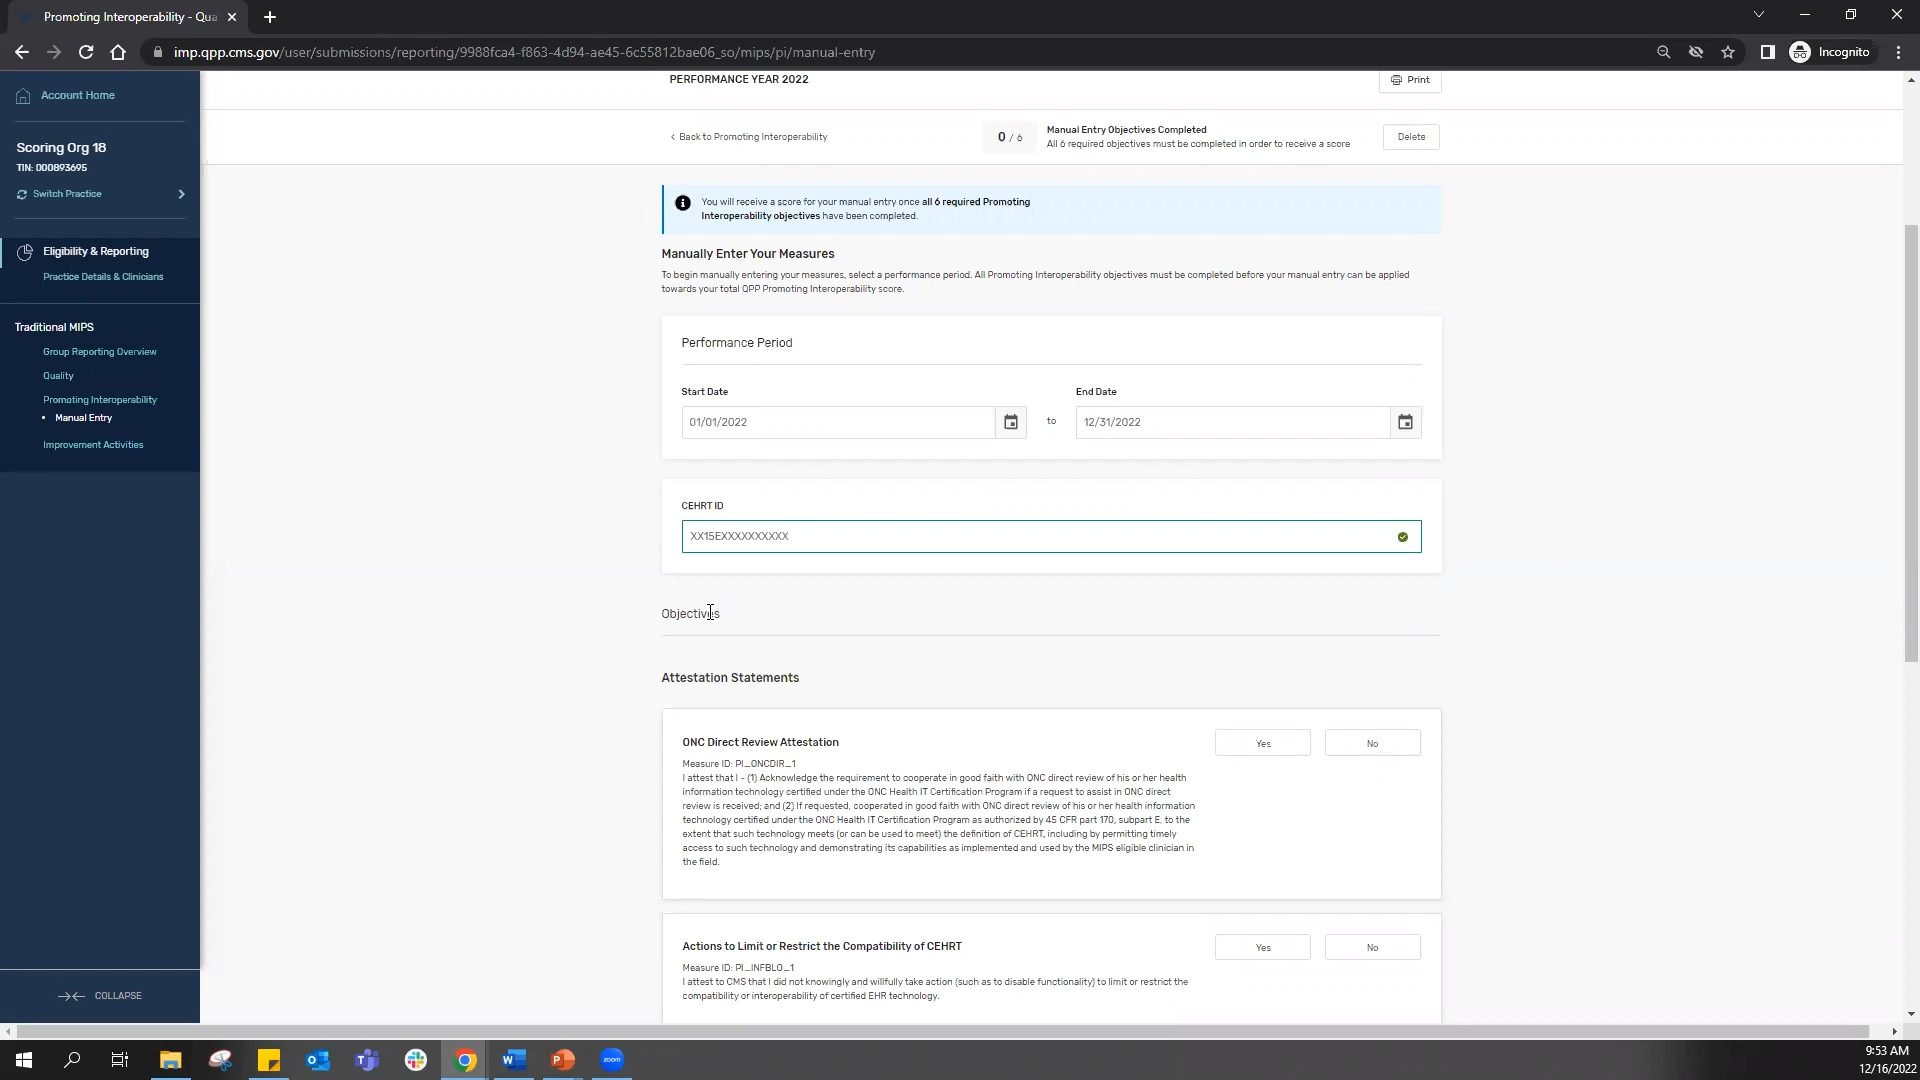 Promoting Interoperability - Qua
imp.qpp.cms.gov/user/submissions/reporting/9988fca4-f863-4d94-ae45-6c55812bae06_so/mips/pi/manual-entry
Incognito
Account Home
Scoring Org 18
TIN: 000893695
Switch Practice
Eligibility & Reporting
Practice Details & Clinicians
Traditional MIPS
Group Reporting Overview
Quality
Promoting Interoperability
• Manual Entry
Improvement Activities
COLLAPSE
PERFORMANCE YEAR 2022
Print
< Back to Promoting Interoperability
0 / 6
Manual Entry Objectives Completed
All 6 required objectives must be completed in order to receive a score
Delete
You will receive a score for your manual entry once all 6 required Promoting
Interoperability objectives have been completed.
Manually Enter Your Measures
To begin manually entering your measures, select a performance period. All Promoting Interoperability objectives must be completed before your manual entry can be applied
towards your total QPP Promoting Interoperability score.
Performance Period
Start Date
01/01/2022
to
End Date
12/31/2022
CEHRT ID
XX15EXXXXXXXXXX
Objectives
Attestation Statements
ONC Direct Review Attestation
Yes
No
Measure ID: PI_ONCDIR_1
I attest that I - (1) Acknowledge the requirement to cooperate in good faith with ONC direct review of his or her health
information technology certified under the ONC Health IT Certification Program if a request to assist in ONC direct
review is received; and (2) If requested, cooperated in good faith with ONC direct review of his or her health information
technology certified under the ONC Health IT Certification Program as authorized by 45 CFR part 170, subpart E, to the
extent that such technology meets (or can be used to meet) the definition of CEHRT, including by permitting timely
access to such technology and demonstrating its capabilities as implemented and used by the MIPS eligible clinician in
the field.
Actions to Limit or Restrict the Compatibility of CEHRT
Yes
No
Measure ID: PI_INFBLO_1
I attest to CMS that I did not knowingly and willfully take action (such as to disable functionality) to limit or restrict the
compatibility or interoperability of certified EHR technology.
zoom
9:53 AM
12/16/2022